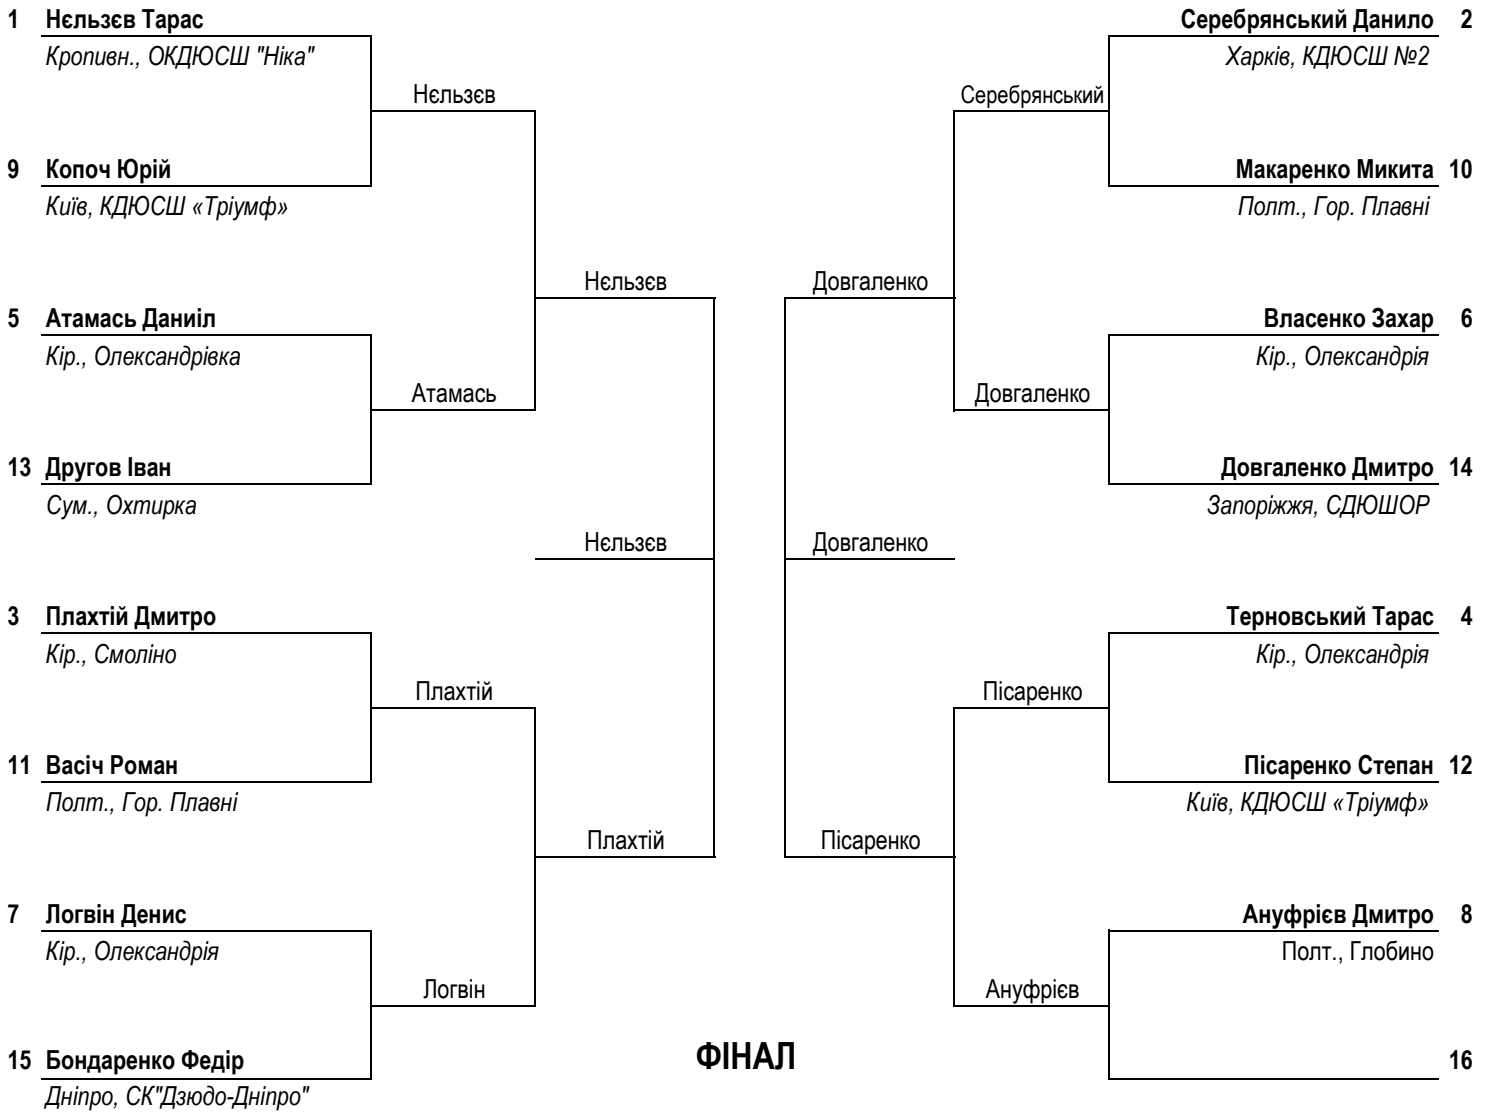 1 Нєльзєв Тарас
Кропивн., ОКДЮСШ "Ніка"
Нєльзєв
9 Копоч Юрій
Київ, КДЮСШ «Тріумф»
Нєльзєв
5 Атамась Даниіл
Кір., Олександрівка
Атамась
13 Другов Іван
Сум., Охтирка
Нєльзєв
3 Плахтій Дмитро
Кір., Смоліно
Плахтій
11 Васіч Роман
Полт., Гор. Плавні
Плахтій
7 Логвін Денис
Кір., Олександрія
Логвін
15 Бондаренко Федір
Дніпро, СК"Дзюдо-Дніпро"
Серебрянський Данило 2
Харків, КДЮСШ №2
Серебрянський
Макаренко Микита 10
Полт., Гор. Плавні
Довгаленко
Власенко Захар 6
Кір., Олександрія
Довгаленко
Довгаленко Дмитро 14
Запоріжжя, СДЮШОР
Довгаленко
Терновський Тарас 4
Кір., Олександрія
Пісаренко
Пісаренко Степан 12
Київ, КДЮСШ «Тріумф»
Пісаренко
Ануфрієв Дмитро 8
Полт., Глобино
Ануфрієв
16
ФІНАЛ